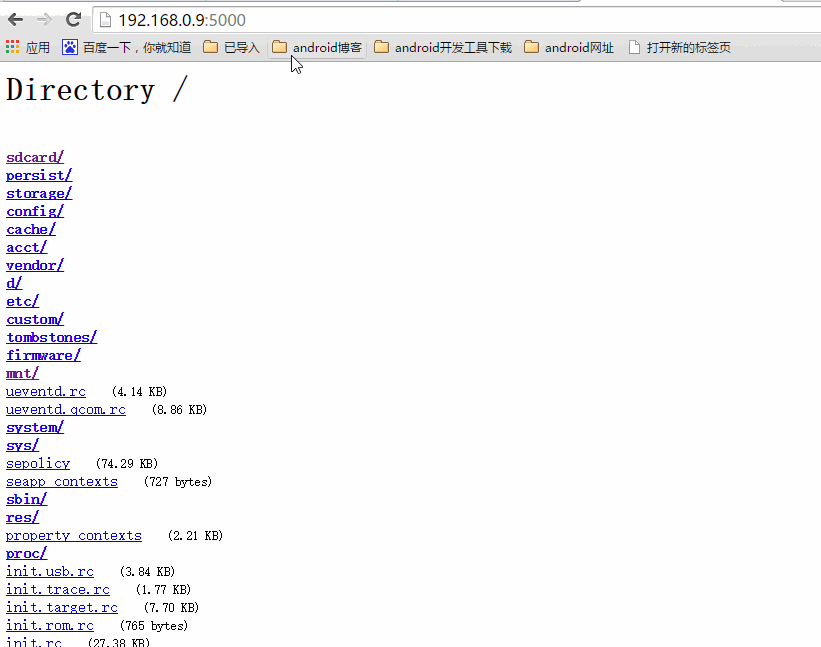 192.168.0.9:5000
应用 百度一下，你就知道 已导入 android博客 android开发工具下载 android网址 打开新的标签页
Directory /
sdcard/
persist/
storage/
config/
cache/
acct/
vendor/
d/
etc/
custom/
tombstones/
firmware/
mnt/
ueventd.rc (4.14 KB)
ueventd.qcom.rc (8.86 KB)
system/
sys/
sepolicy (74.29 KB)
seapp_contexts (727 bytes)
sbin/
res/
property_contexts (2.21 KB)
proc/
init.usb.rc (3.84 KB)
init.trace.rc (1.77 KB)
init.target.rc (7.70 KB)
init.rom.rc (765 bytes)
init.rc (27.38 KB)